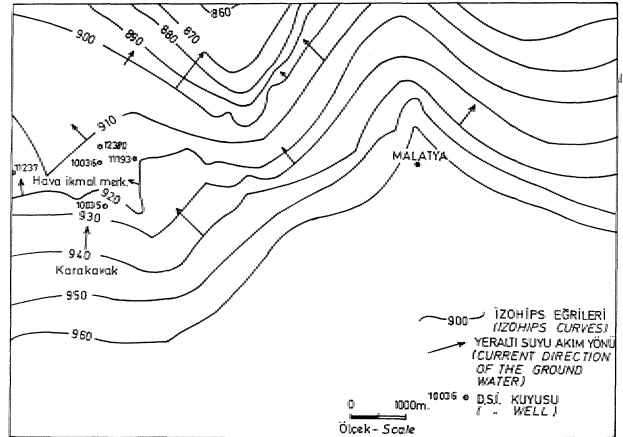 860
870
880
890
900
910
12370
10036
11193
11237
Hava ikmal merk.
920
10035
930
MALATYA
940
Karakavak
950
960
900
İZOHİPS EĞRİLERİ
(IZOHIPS CURVES)
YERALTI SUYU AKIM YÖNÜ
(CURRENT DIRECTION
OF THE GROUND
WATER)
10036 D.S.İ. KUYUSU
( „ WELL)
0 1000m.
Ölçek - Scale